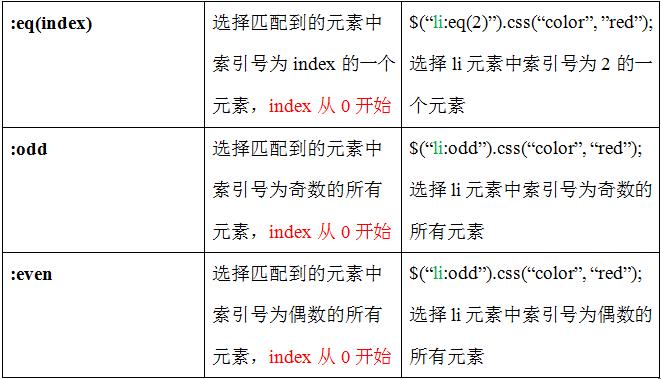 :eq(index)
选择匹配到的元素中
索引号为 index 的一个
元素，index 从 0 开始
$(“li:eq(2)”).css(“color”, ”red”);
选择 li 元素中索引号为 2 的一
个元素
:odd
选择匹配到的元素中
索引号为奇数的所有
元素，index 从 0 开始
$(“li:odd”).css(“color”, “red”);
选择 li 元素中索引号为奇数的
所有元素
:even
选择匹配到的元素中
索引号为偶数的所有
元素，index 从 0 开始
$(“li:odd”).css(“color”, “red”);
选择 li 元素中索引号为偶数的
所有元素